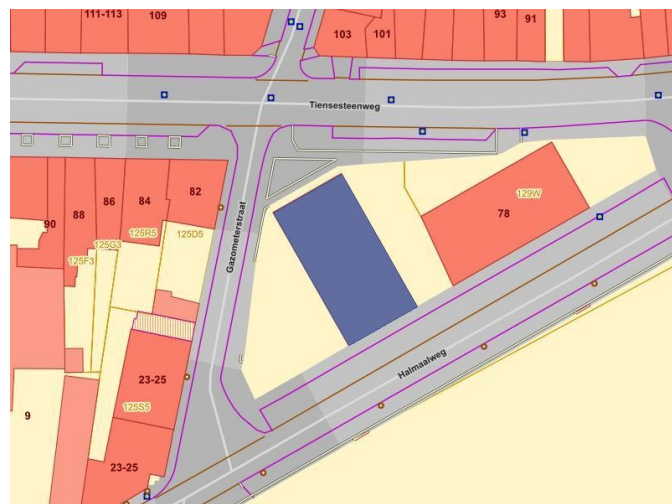 111-113
109
103
101
93
91
Tiensesteenweg
90
88
86
84
82
125R5
125D5
125G3
125F3
Gazometerstraat
129W
78
Halmaalweg
23-25
125S5
9
23-25